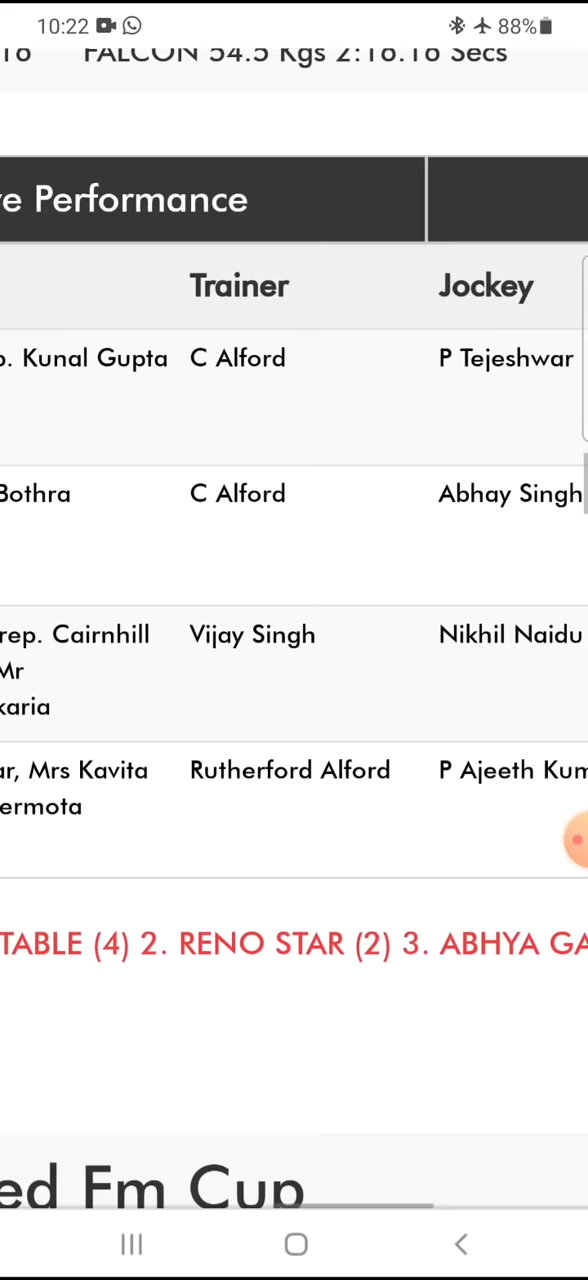 10:22 88%
FALCON 54.5 Kgs 2:16.16 Secs
Performance
Trainer Jockey
Kunal Gupta C Alford P Tejeshwar
Bothra C Alford Abhay Singh
rep. Cairnhill Vijay Singh Nikhil Naidu
Mr
karia
ar, Mrs Kavita Rutherford Alford P Ajeeth Kum
ermota
TABLE (4) 2. RENO STAR (2) 3. ABHYA GA
ed Fm Cup